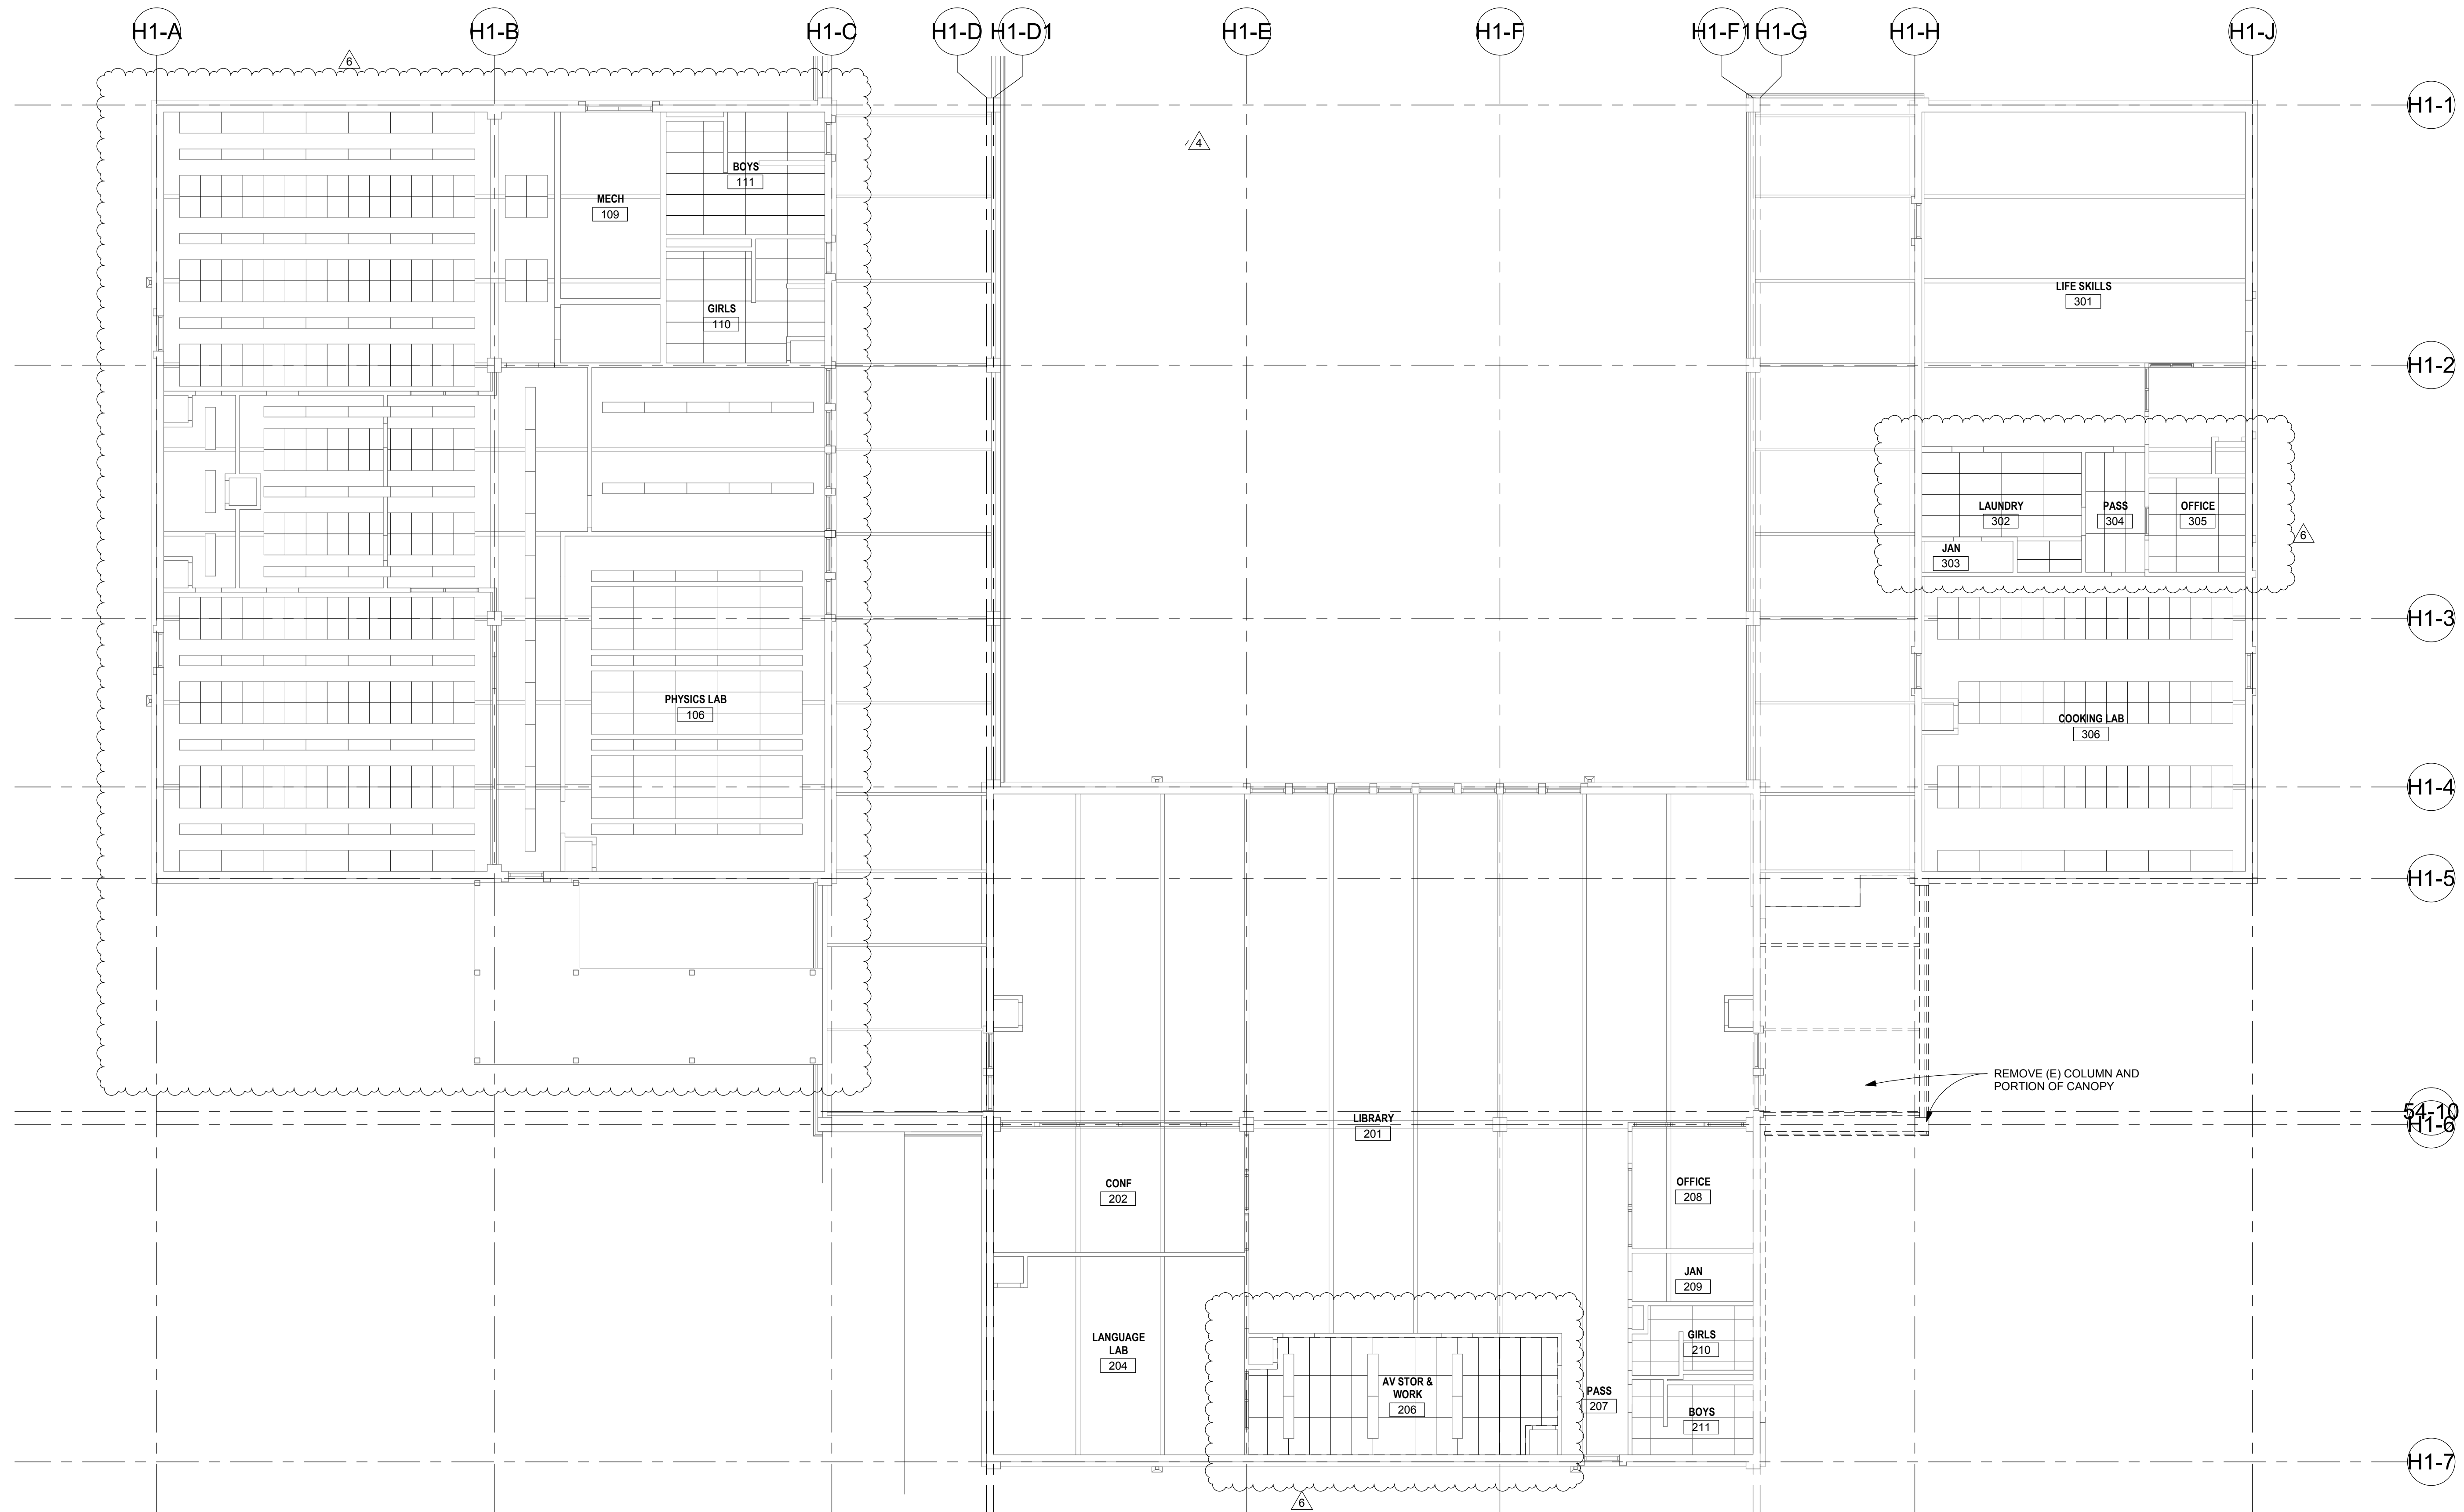 H1-A
H1-B
H1-C
H1-D
H1-D1
H1-E
H1-F
H1-F1
H1-G
H1-H
H1-J
6
H1-1
4
BOYS
111
MECH
109
LIFE SKILLS
301
GIRLS
110
H1-2
LAUNDRY
302
PASS
304
OFFICE
305
6
JAN
303
H1-3
PHYSICS LAB
106
COOKING LAB
306
H1-4
H1-5
REMOVE (E) COLUMN AND
PORTION OF CANOPY
54-10
H1-6
LIBRARY
201
CONF
202
OFFICE
208
JAN
209
LANGUAGE
LAB
204
GIRLS
210
AV STOR &
WORK
206
PASS
207
BOYS
211
H1-7
6